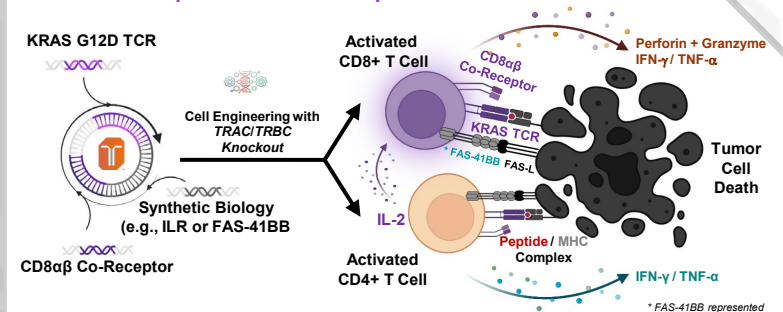 KRAS G12D TCR
Cell Engineering with
TRAC/TRBC
Knockout
Synthetic Biology
(e.g., ILR or FAS-41BB
CD8αβ Co-Receptor
Activated
CD8+ T Cell
CD8αβ
Co-Receptor
KRAS TCR
* FAS-41BB
FAS-L
IL-2
Activated
CD4+ T Cell
Peptide / MHC
Complex
Perforin + Granzyme
IFN-γ / TNF-α
Tumor
Cell
Death
IFN-γ / TNF-α
* FAS-41BB represented